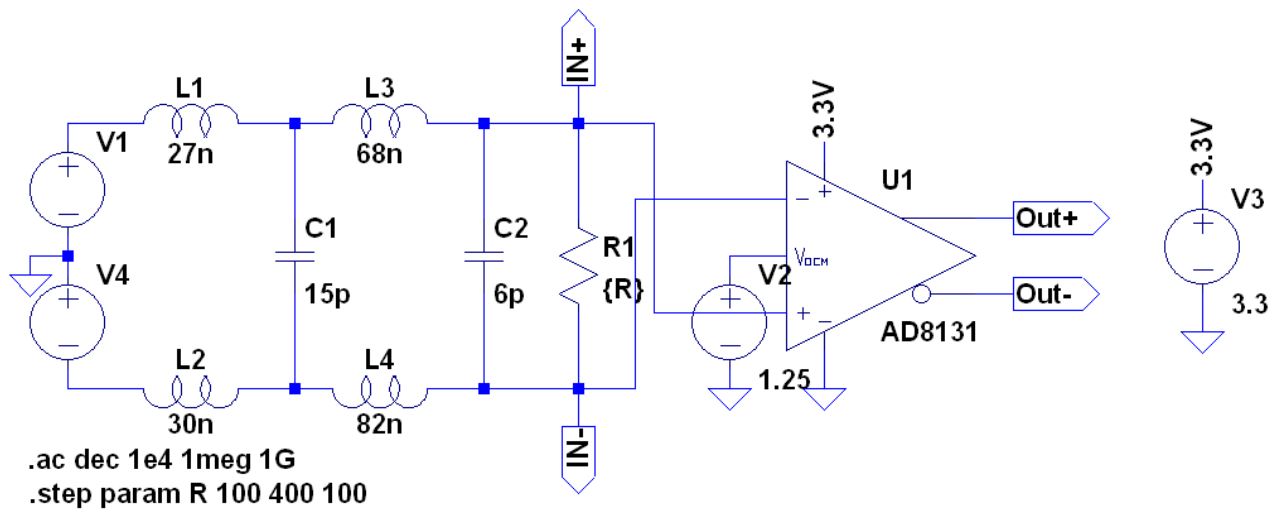 IN+
L1
L3
27n
68n
V1
3.3V
U1
3.3V
V3
C1
C2
R1
15p
6p
{R}
V4
V2
VOCM
Out+
Out-
AD8131
3.3
1.25
L2
L4
30n
82n
IN-
.ac dec 1e4 1meg 1G
.step param R 100 400 100